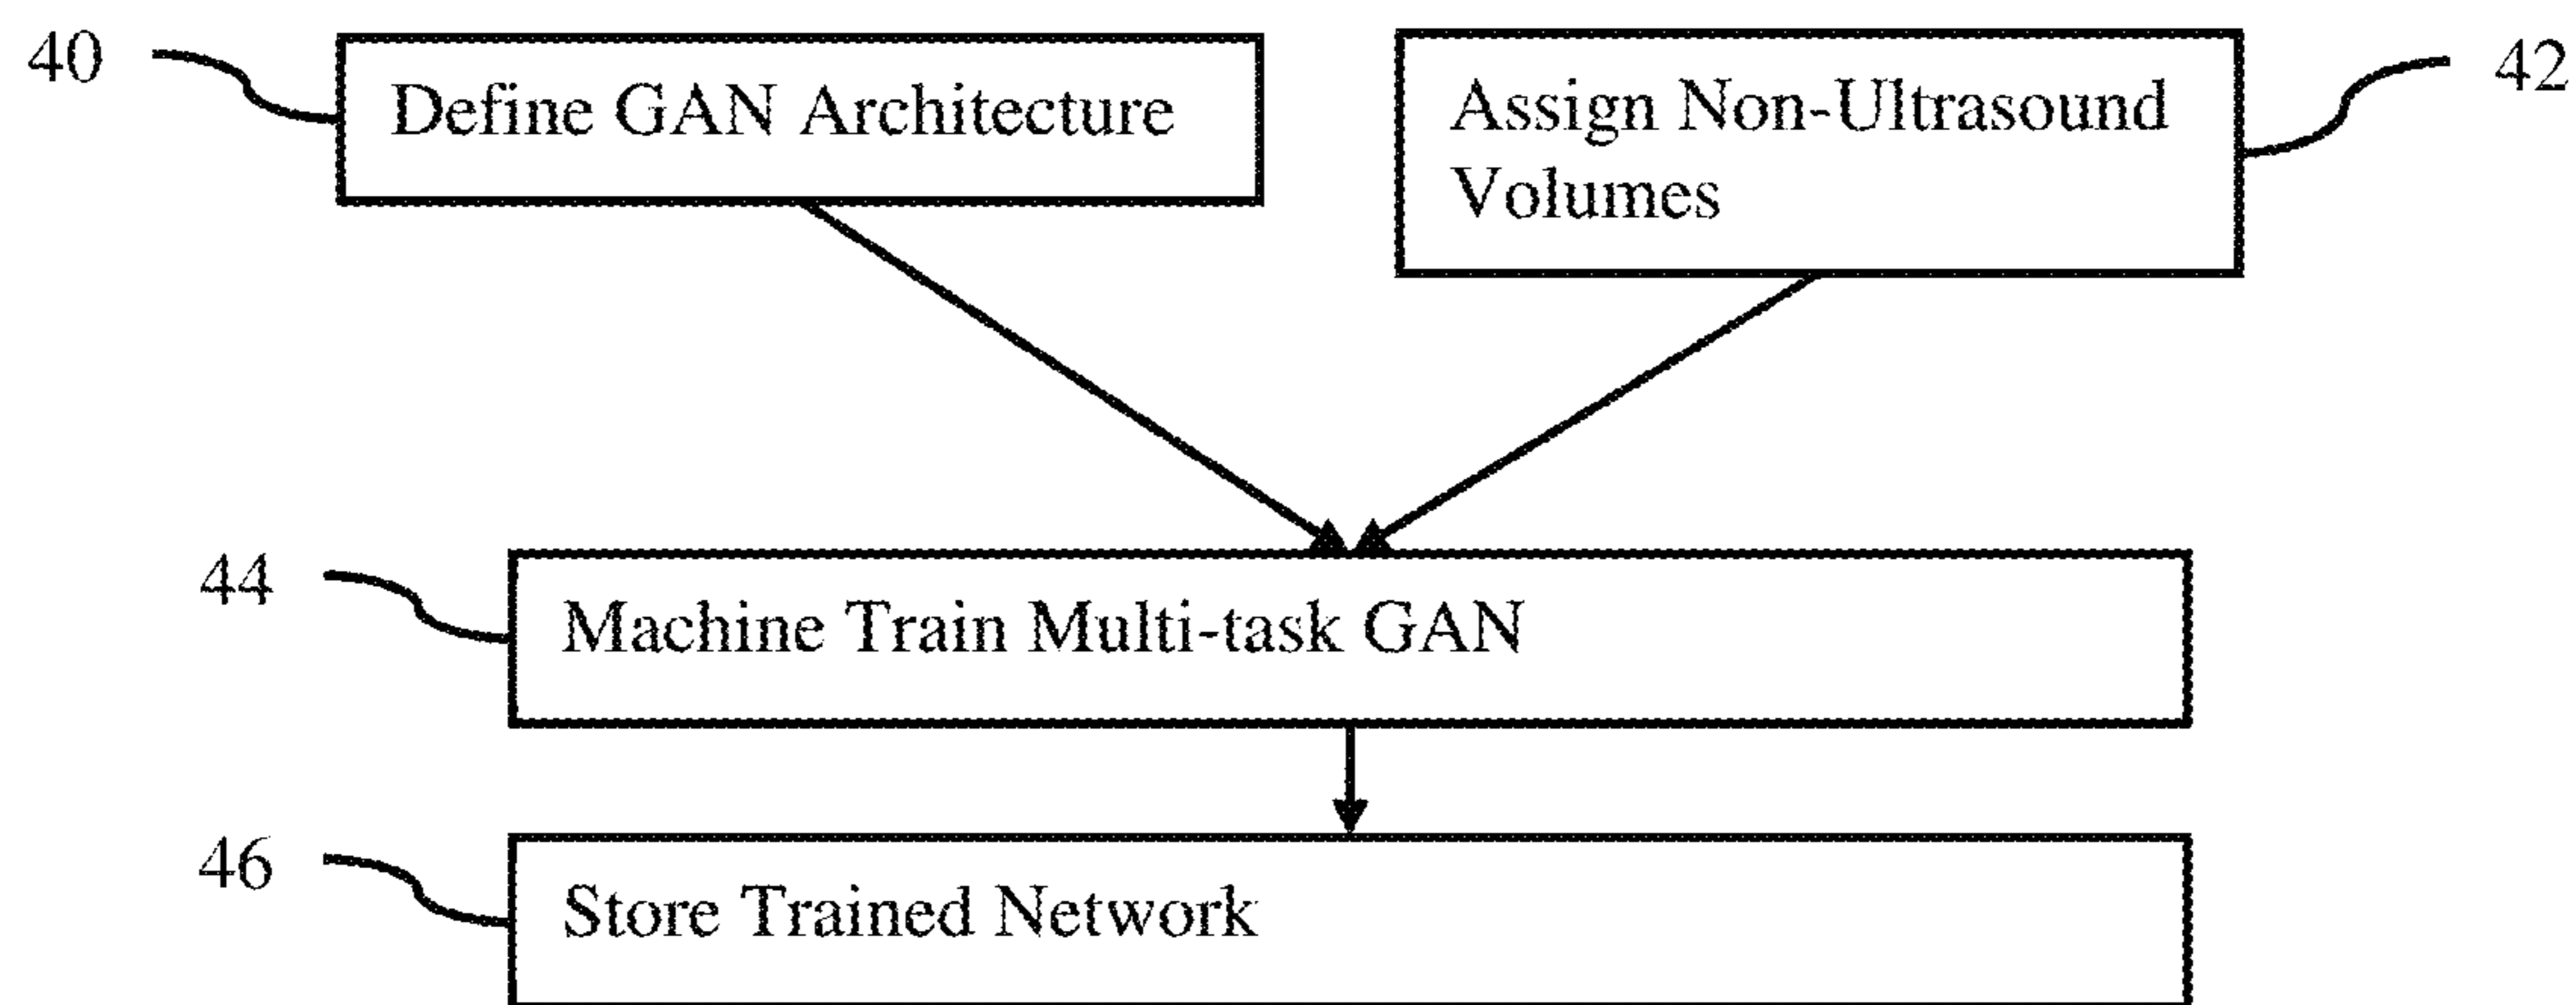 40
Define GAN Architecture
Assign Non-Ultrasound
Volumes
42
44
Machine Train Multi-task GAN
46
Store Trained Network